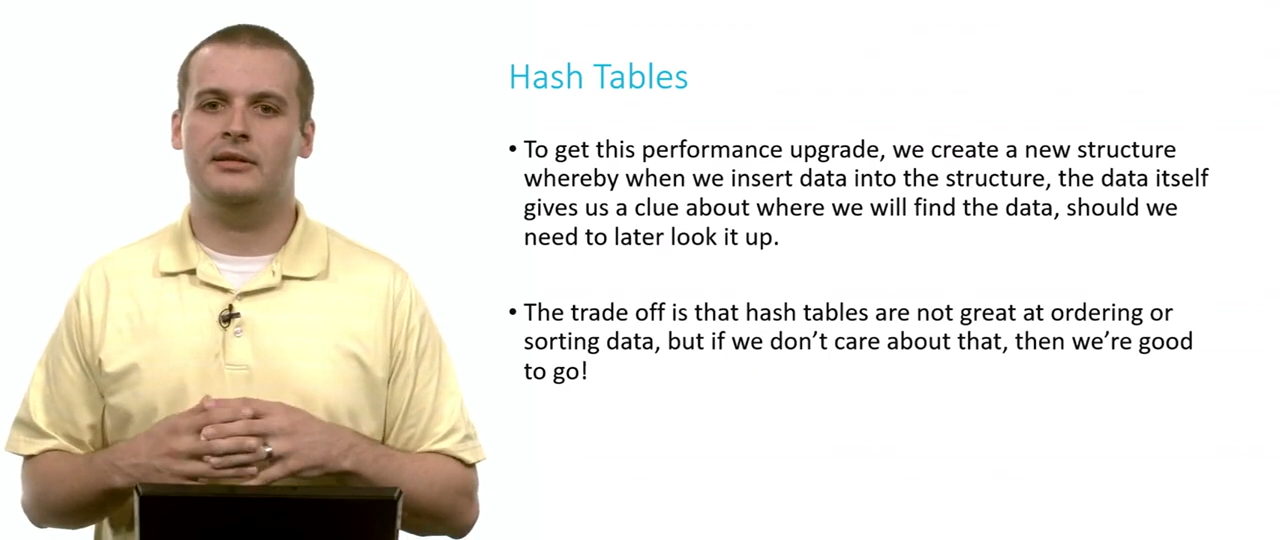 Hash Tables
• To get this performance upgrade, we create a new structure
whereby when we insert data into the structure, the data itself
gives us a clue about where we will find the data, should we
need to later look it up.
• The trade off is that hash tables are not great at ordering or
sorting data, but if we don’t care about that, then we’re good
to go!